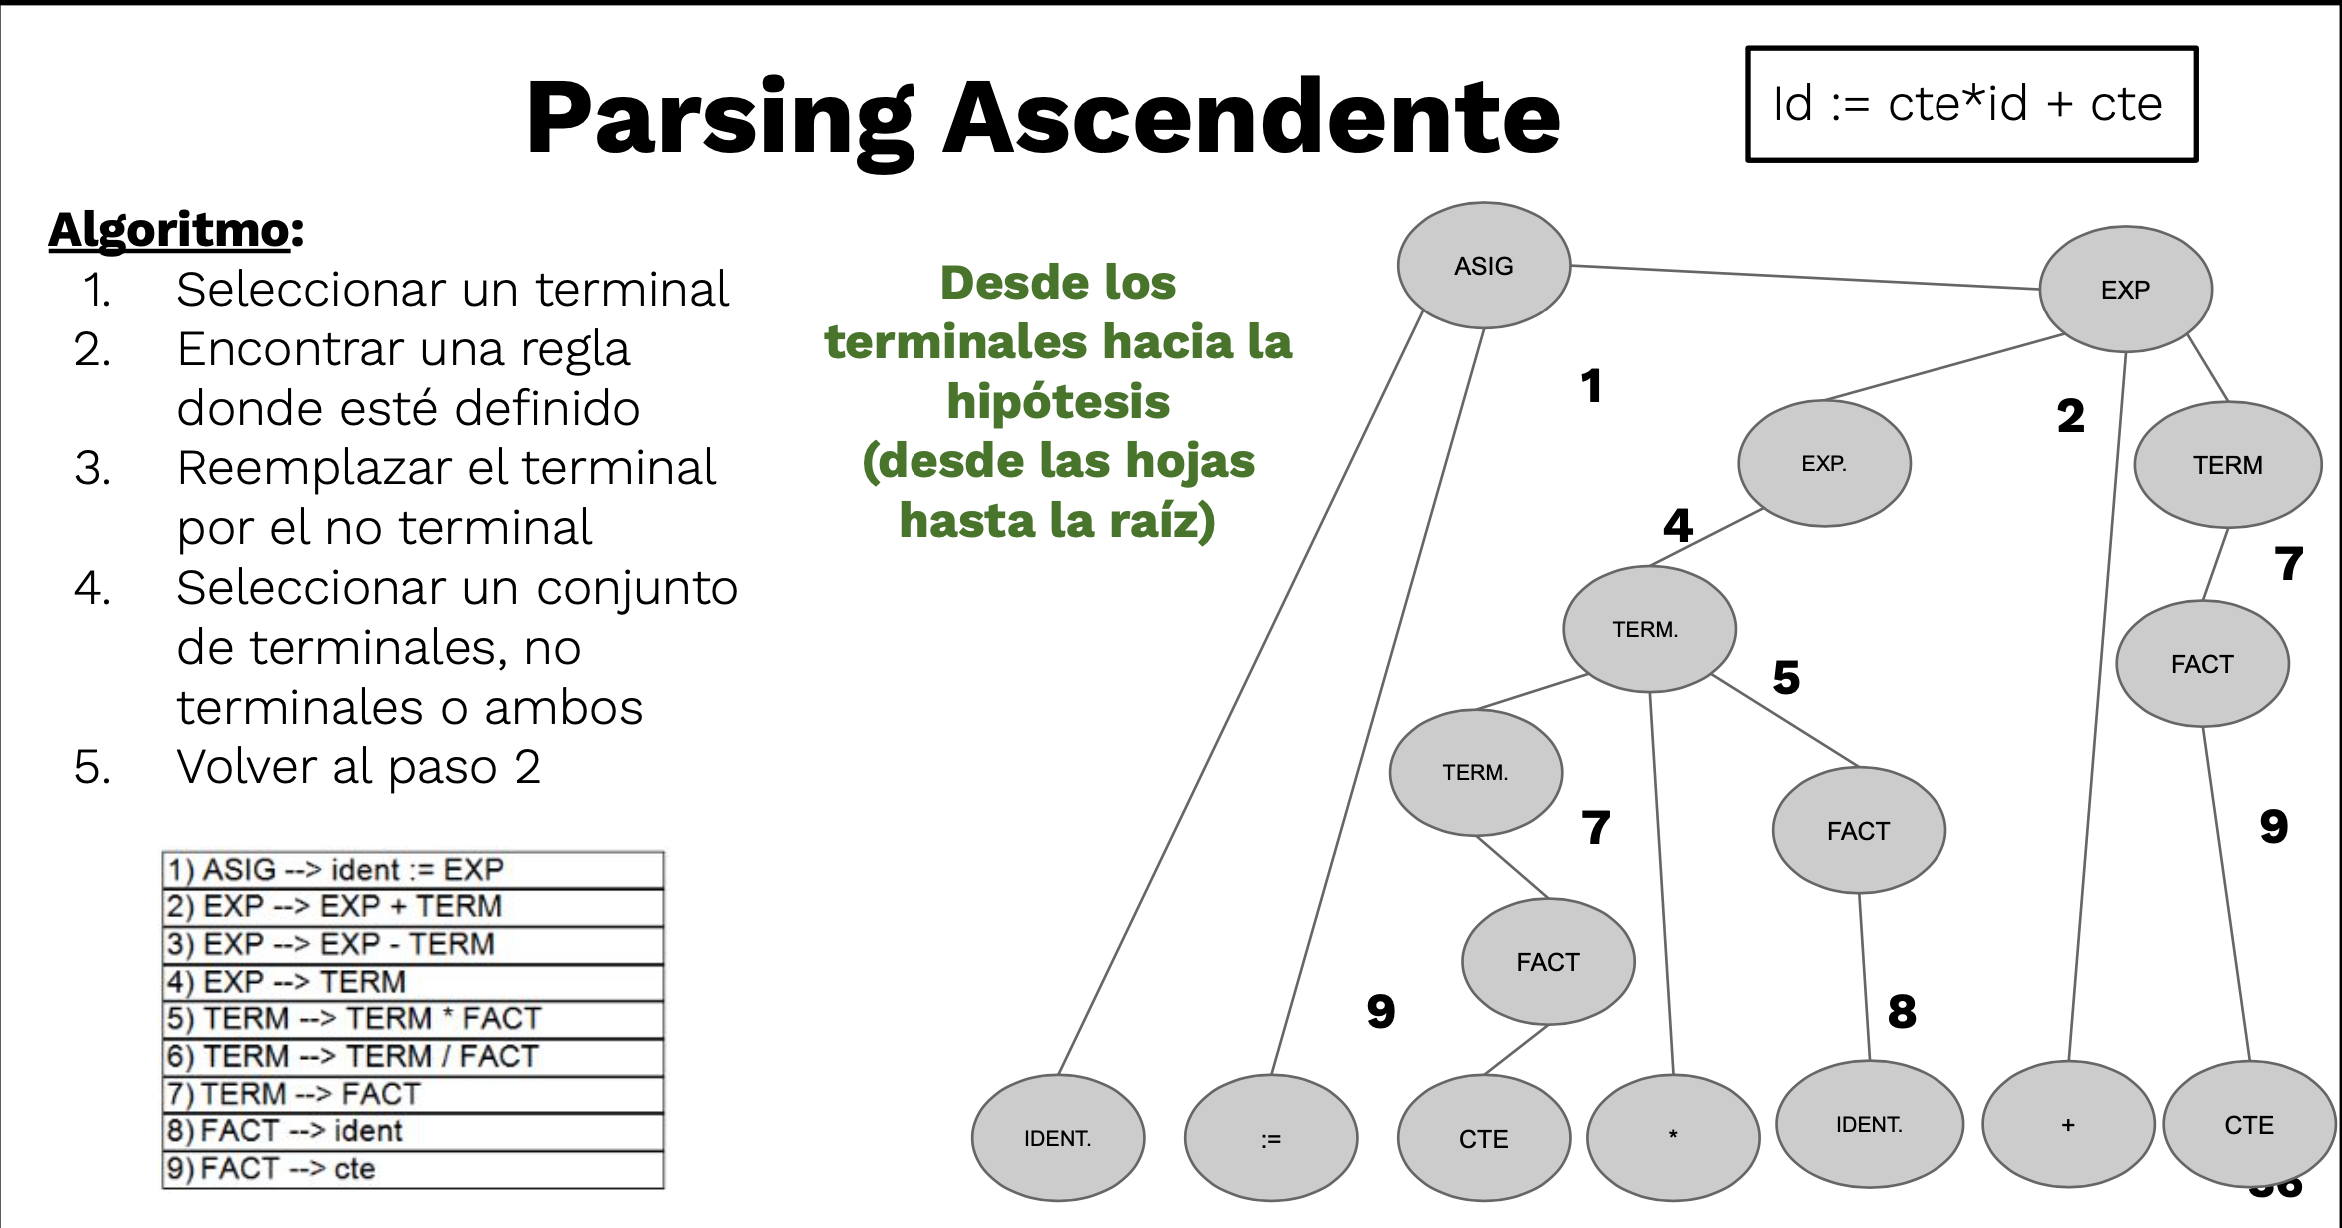 Parsing Ascendente
Id := cte*id + cte
Algoritmo:
1. Seleccionar un terminal
2. Encontrar una regla
donde esté definido
3. Reemplazar el terminal
por el no terminal
4. Seleccionar un conjunto
de terminales, no
terminales o ambos
5. Volver al paso 2
Desde los
terminales hacia la
hipótesis
(desde las hojas
hasta la raíz)
1) ASIG --> ident := EXP
2) EXP --> EXP + TERM
3) EXP --> EXP - TERM
4) EXP --> TERM
5) TERM --> TERM * FACT
6) TERM --> TERM / FACT
7) TERM --> FACT
8) FACT --> ident
9) FACT --> cte
ASIG
EXP
1
2
EXP.
TERM
4
7
TERM.
5
FACT
TERM.
7
FACT
9
FACT
9
8
IDENT.
:=
CTE
*
IDENT.
+
CTE